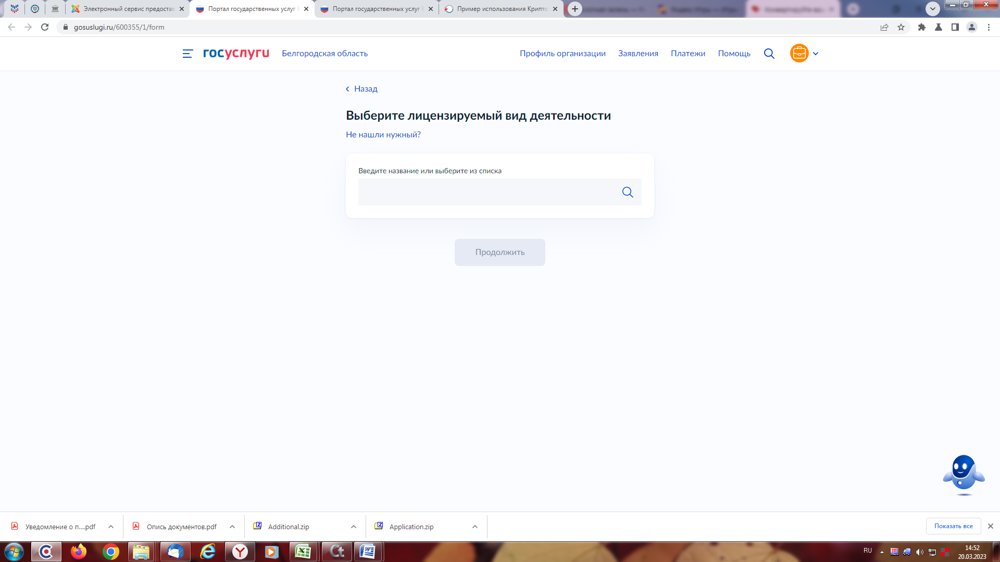 Электронный сервис предостав
Портал государственных услуг Р
Портал государственных услуг Р
Пример использования Крипто
gosuslugi.ru/600355/1/form
госуслуги
Белгородская область
Профиль организации
Заявления
Платежи
Помощь
Назад
Выберите лицензируемый вид деятельности
Не нашли нужный?
Введите название или выберите из списка
Продолжить
Уведомление о п....pdf
Опись документов.pdf
Additional.zip
Application.zip
Показать все
RU
14:52
20.03.2023